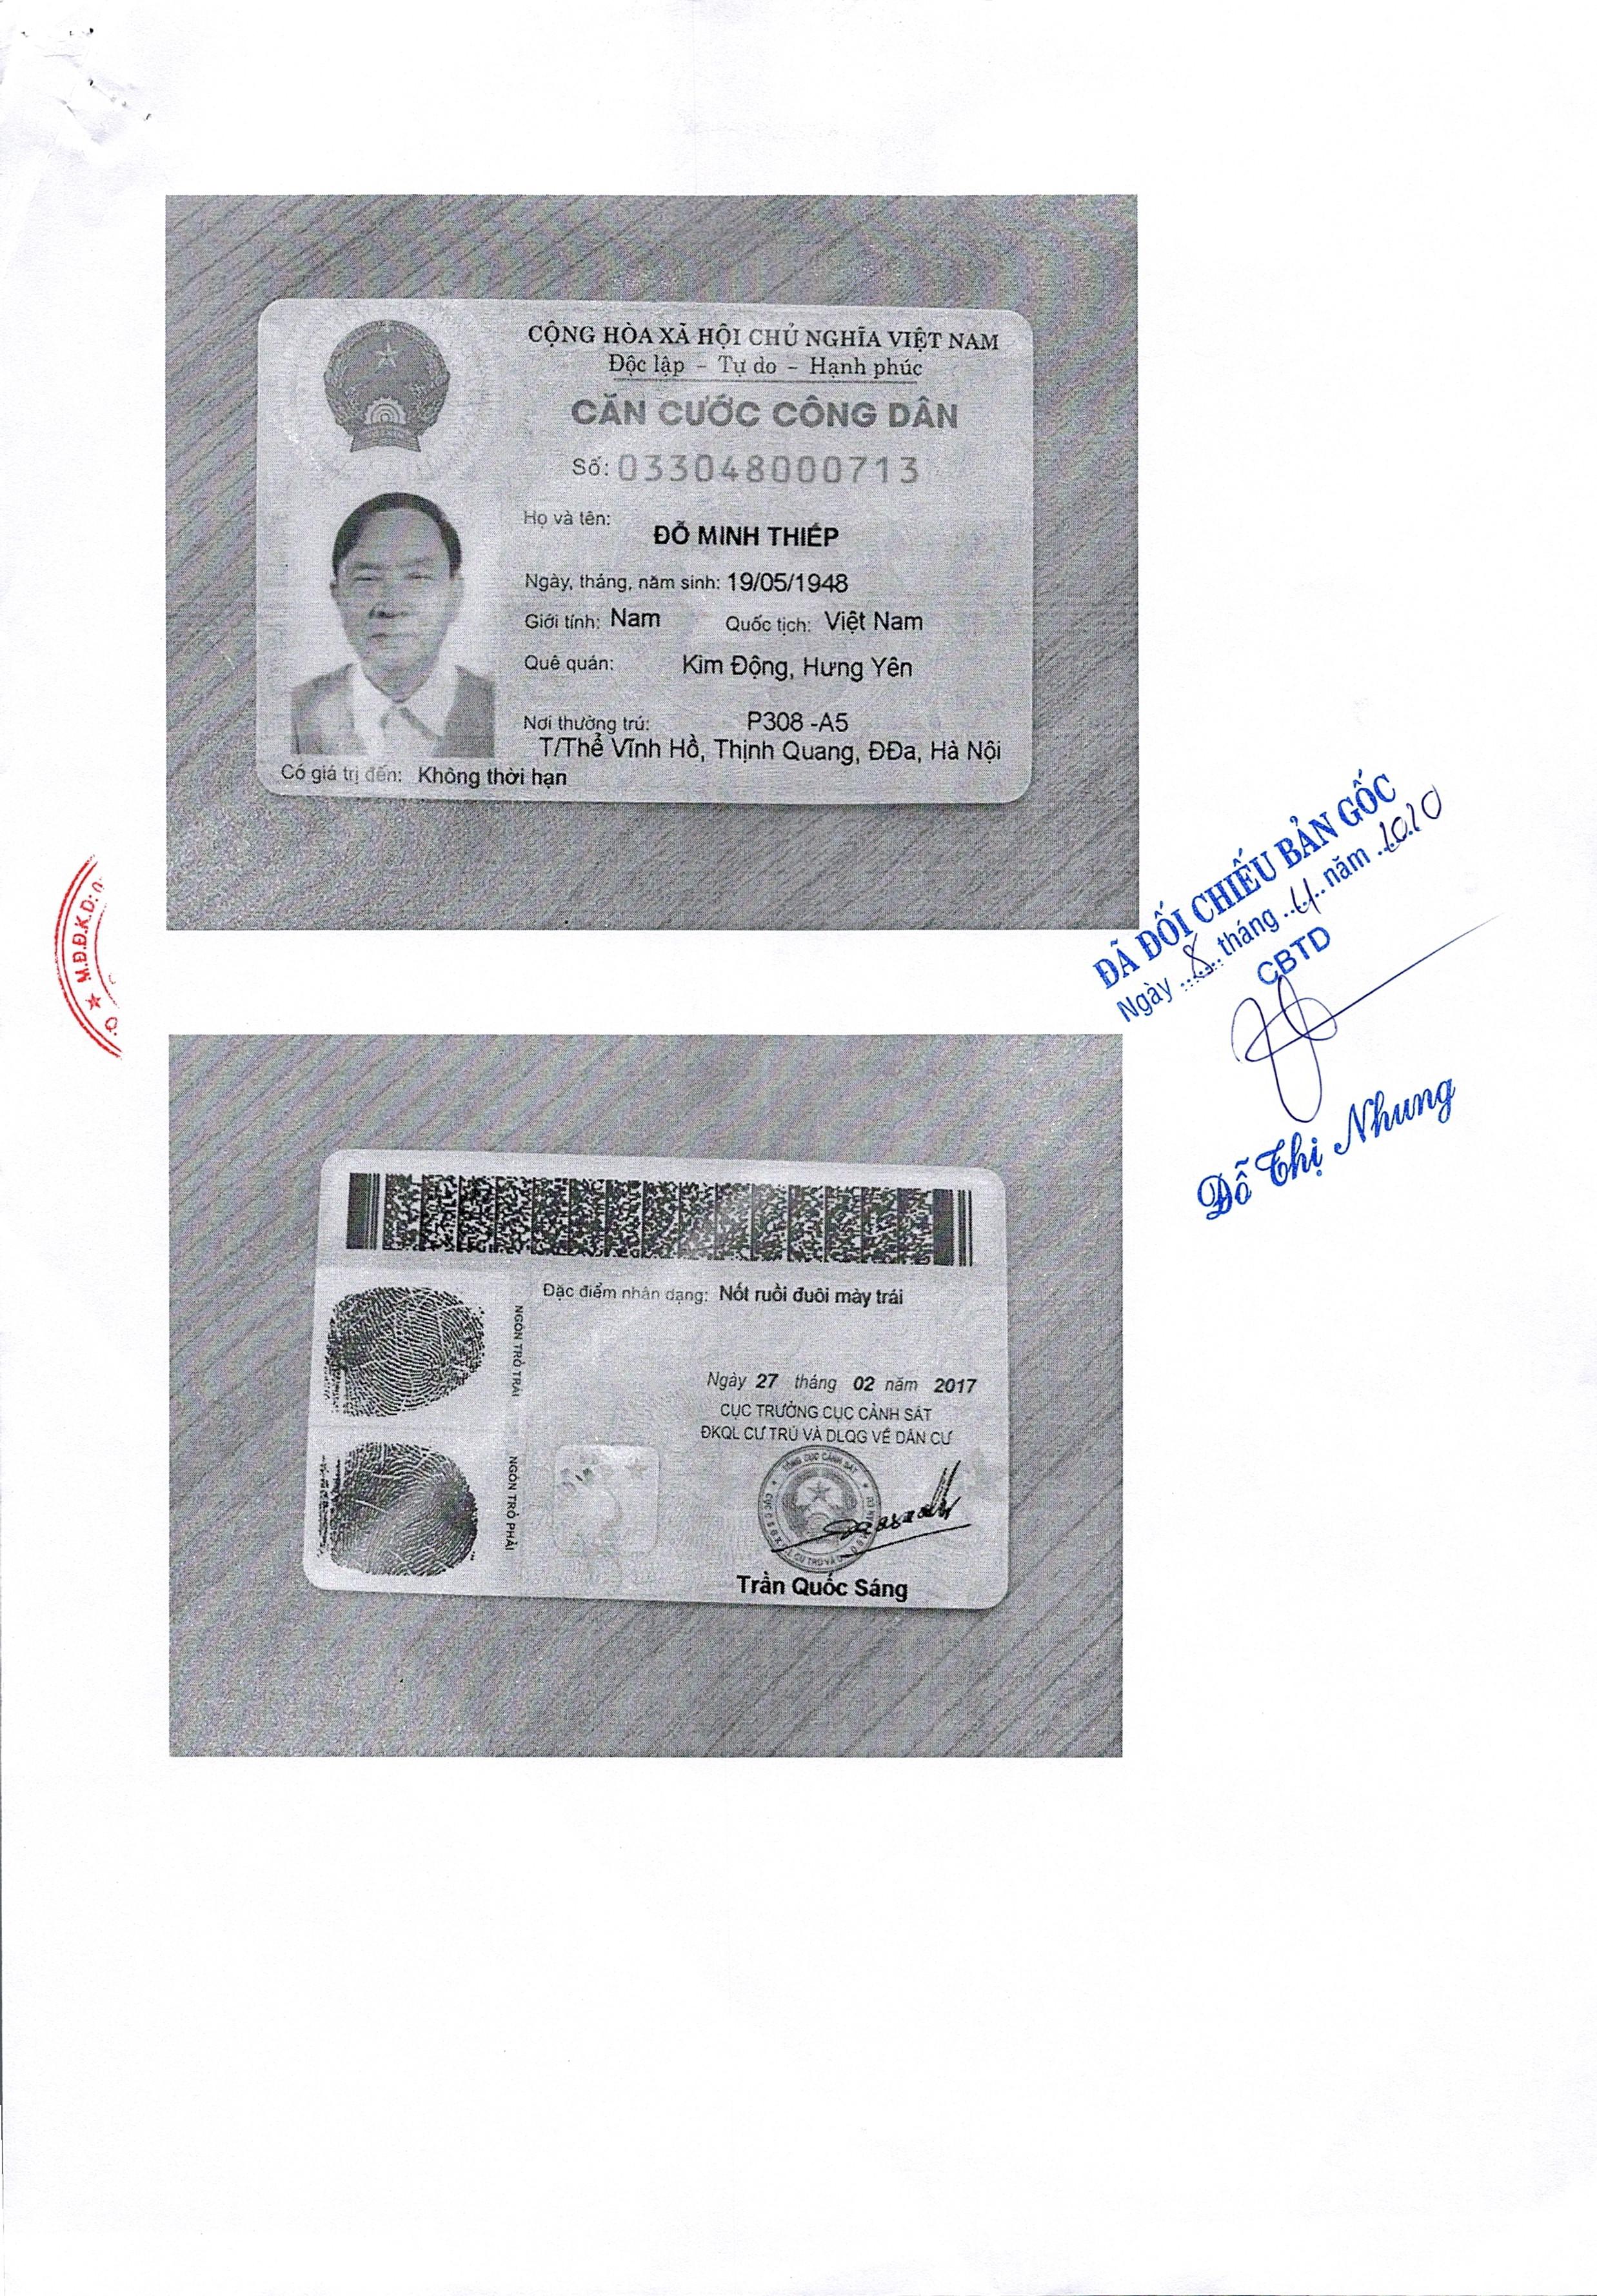 CỘNG HÒA XÃ HỘI CHỦ NGHĨA VIỆT NAM
Độc lập - Tự do - Hạnh phúc
CĂN CƯỚC CÔNG DÂN
Số: 033048000713
Họ và tên: ĐỖ MINH THIẾP
Ngày, tháng, năm sinh: 19/05/1948
Giới tính: Nam Quốc tịch: Việt Nam
Quê quán: Kim Động, Hưng Yên
Nơi thường trú: P308 -A5
T/Thể Vĩnh Hồ, Thịnh Quang, ĐĐa, Hà Nội
Có giá trị đến: Không thời hạn
ĐÃ ĐỐI CHIẾU BẢN GỐC
Ngày 8 tháng 4 năm 2020
CBTD
Đỗ Thị Nhung
M.Đ.Đ.K.D:
Đặc điểm nhân dạng: Nốt ruồi đuôi mày trái
NGÓN TRỎ TRÁI
NGÓN TRỎ PHẢI
Ngày 27 tháng 02 năm 2017
CỤC TRƯỞNG CỤC CẢNH SÁT
ĐKQL CƯ TRÚ VÀ DLQG VỀ DÂN CƯ
TỔNG CỤC CẢNH SÁT
Trần Quốc Sáng